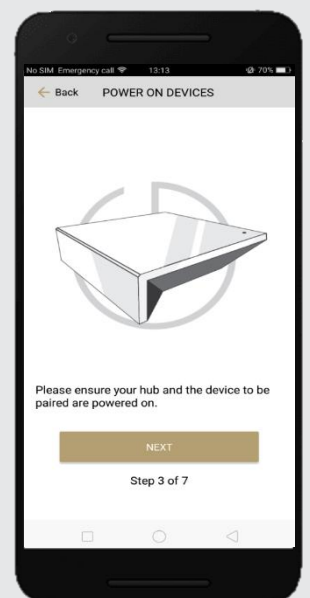 No SIM Emergency call 13:13 70%
Back POWER ON DEVICES
Please ensure your hub and the device to be
paired are powered on.
NEXT
Step 3 of 7